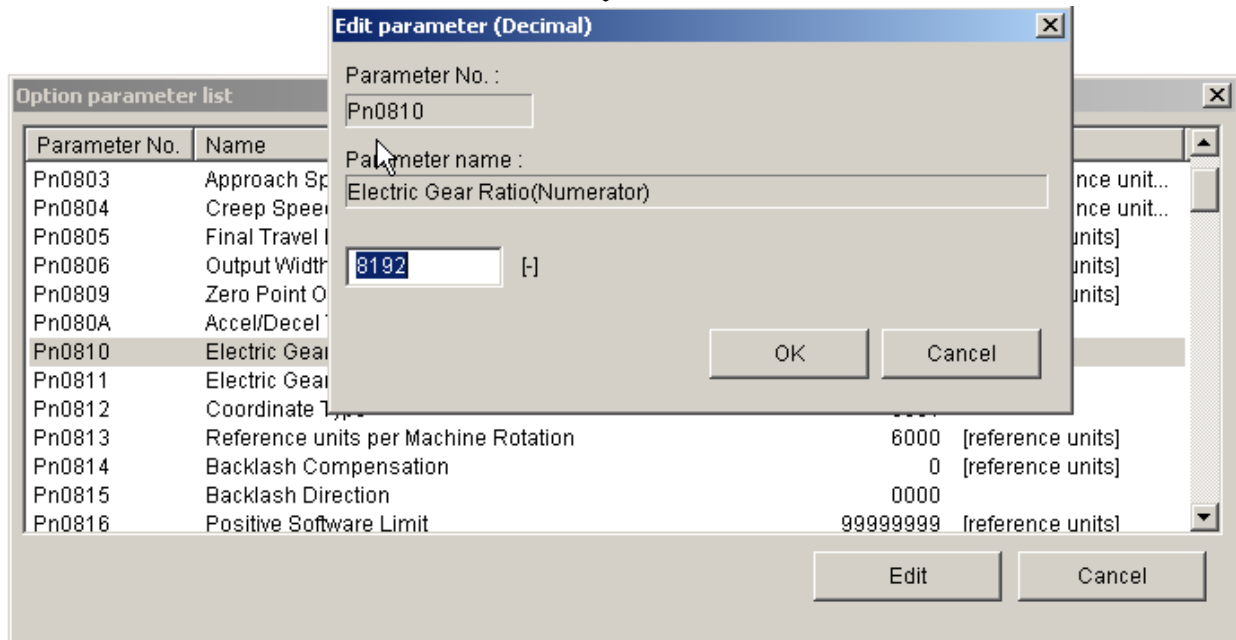 Edit parameter (Decimal)
Parameter No. :
Pn0810
Parameter name :
Electric Gear Ratio(Numerator)
8192 [-]
OK Cancel
Option parameter list
Parameter No. Name
Pn0803 Approach Sp nce unit...
Pn0804 Creep Spee nce unit...
Pn0805 Final Travel units]
Pn0806 Output Width units]
Pn0809 Zero Point O units]
Pn080A Accel/Decel
Pn0810 Electric Gear
Pn0811 Electric Gear
Pn0812 Coordinate
Pn0813 Reference units per Machine Rotation 6000 [reference units]
Pn0814 Backlash Compensation 0 [reference units]
Pn0815 Backlash Direction 0000
Pn0816 Positive Software Limit 99999999 [reference units]
Edit Cancel